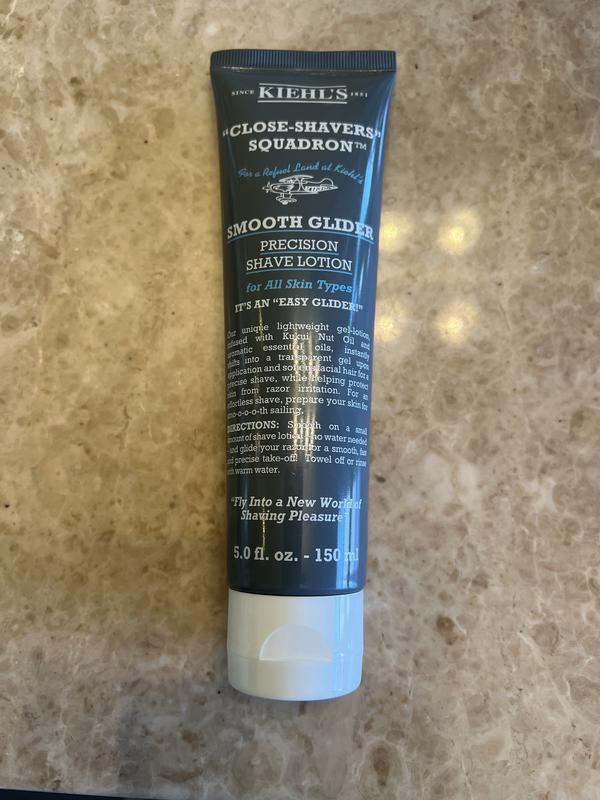 SINCE KIEHL'S 1851
"CLOSE-SHAVERS"
SQUADRON™
For a Refuel Land at Kiehl's
SMOOTH GLIDER
PRECISION
SHAVE LOTION
for All Skin Types
IT'S AN "EASY GLIDER!"
Our unique lightweight gel-lotion,
infused with Kukui Nut Oil and
aromatic essential oils, instantly
shifts into a transparent gel upon
application and softens facial hair for a
precise shave, while helping protect
skin from razor irritation. For an
effortless shave, prepare your skin for
smo-o-o-o-th sailing.
DIRECTIONS: Smooth on a small
amount of shave lotion—no water needed
—and glide your razor for a smooth, fast
and precise take-off! Towel off or rinse
with warm water.
"Fly Into a New World of
Shaving Pleasure"
5.0 fl. oz. - 150 ml